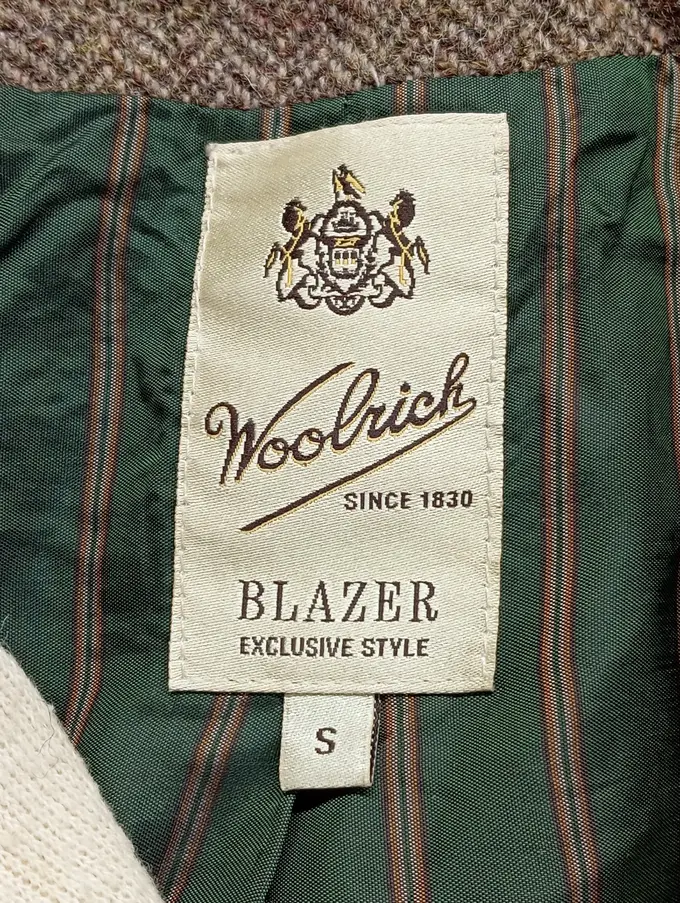 Woolrich
SINCE 1830
BLAZER
EXCLUSIVE STYLE
S